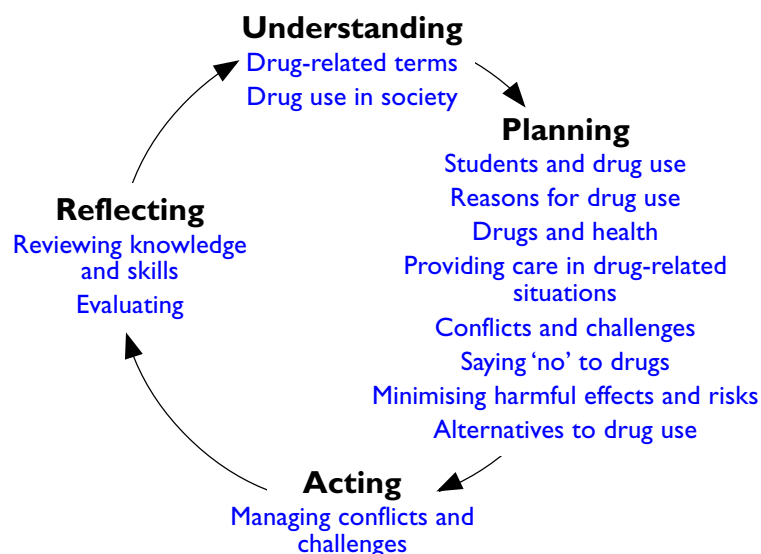 Understanding
Drug-related terms
Drug use in society
Planning
Students and drug use
Reasons for drug use
Drugs and health
Providing care in drug-related
situations
Conflicts and challenges
Saying ‘no’ to drugs
Minimising harmful effects and risks
Alternatives to drug use
Acting
Managing conflicts and
challenges
Reflecting
Reviewing knowledge
and skills
Evaluating